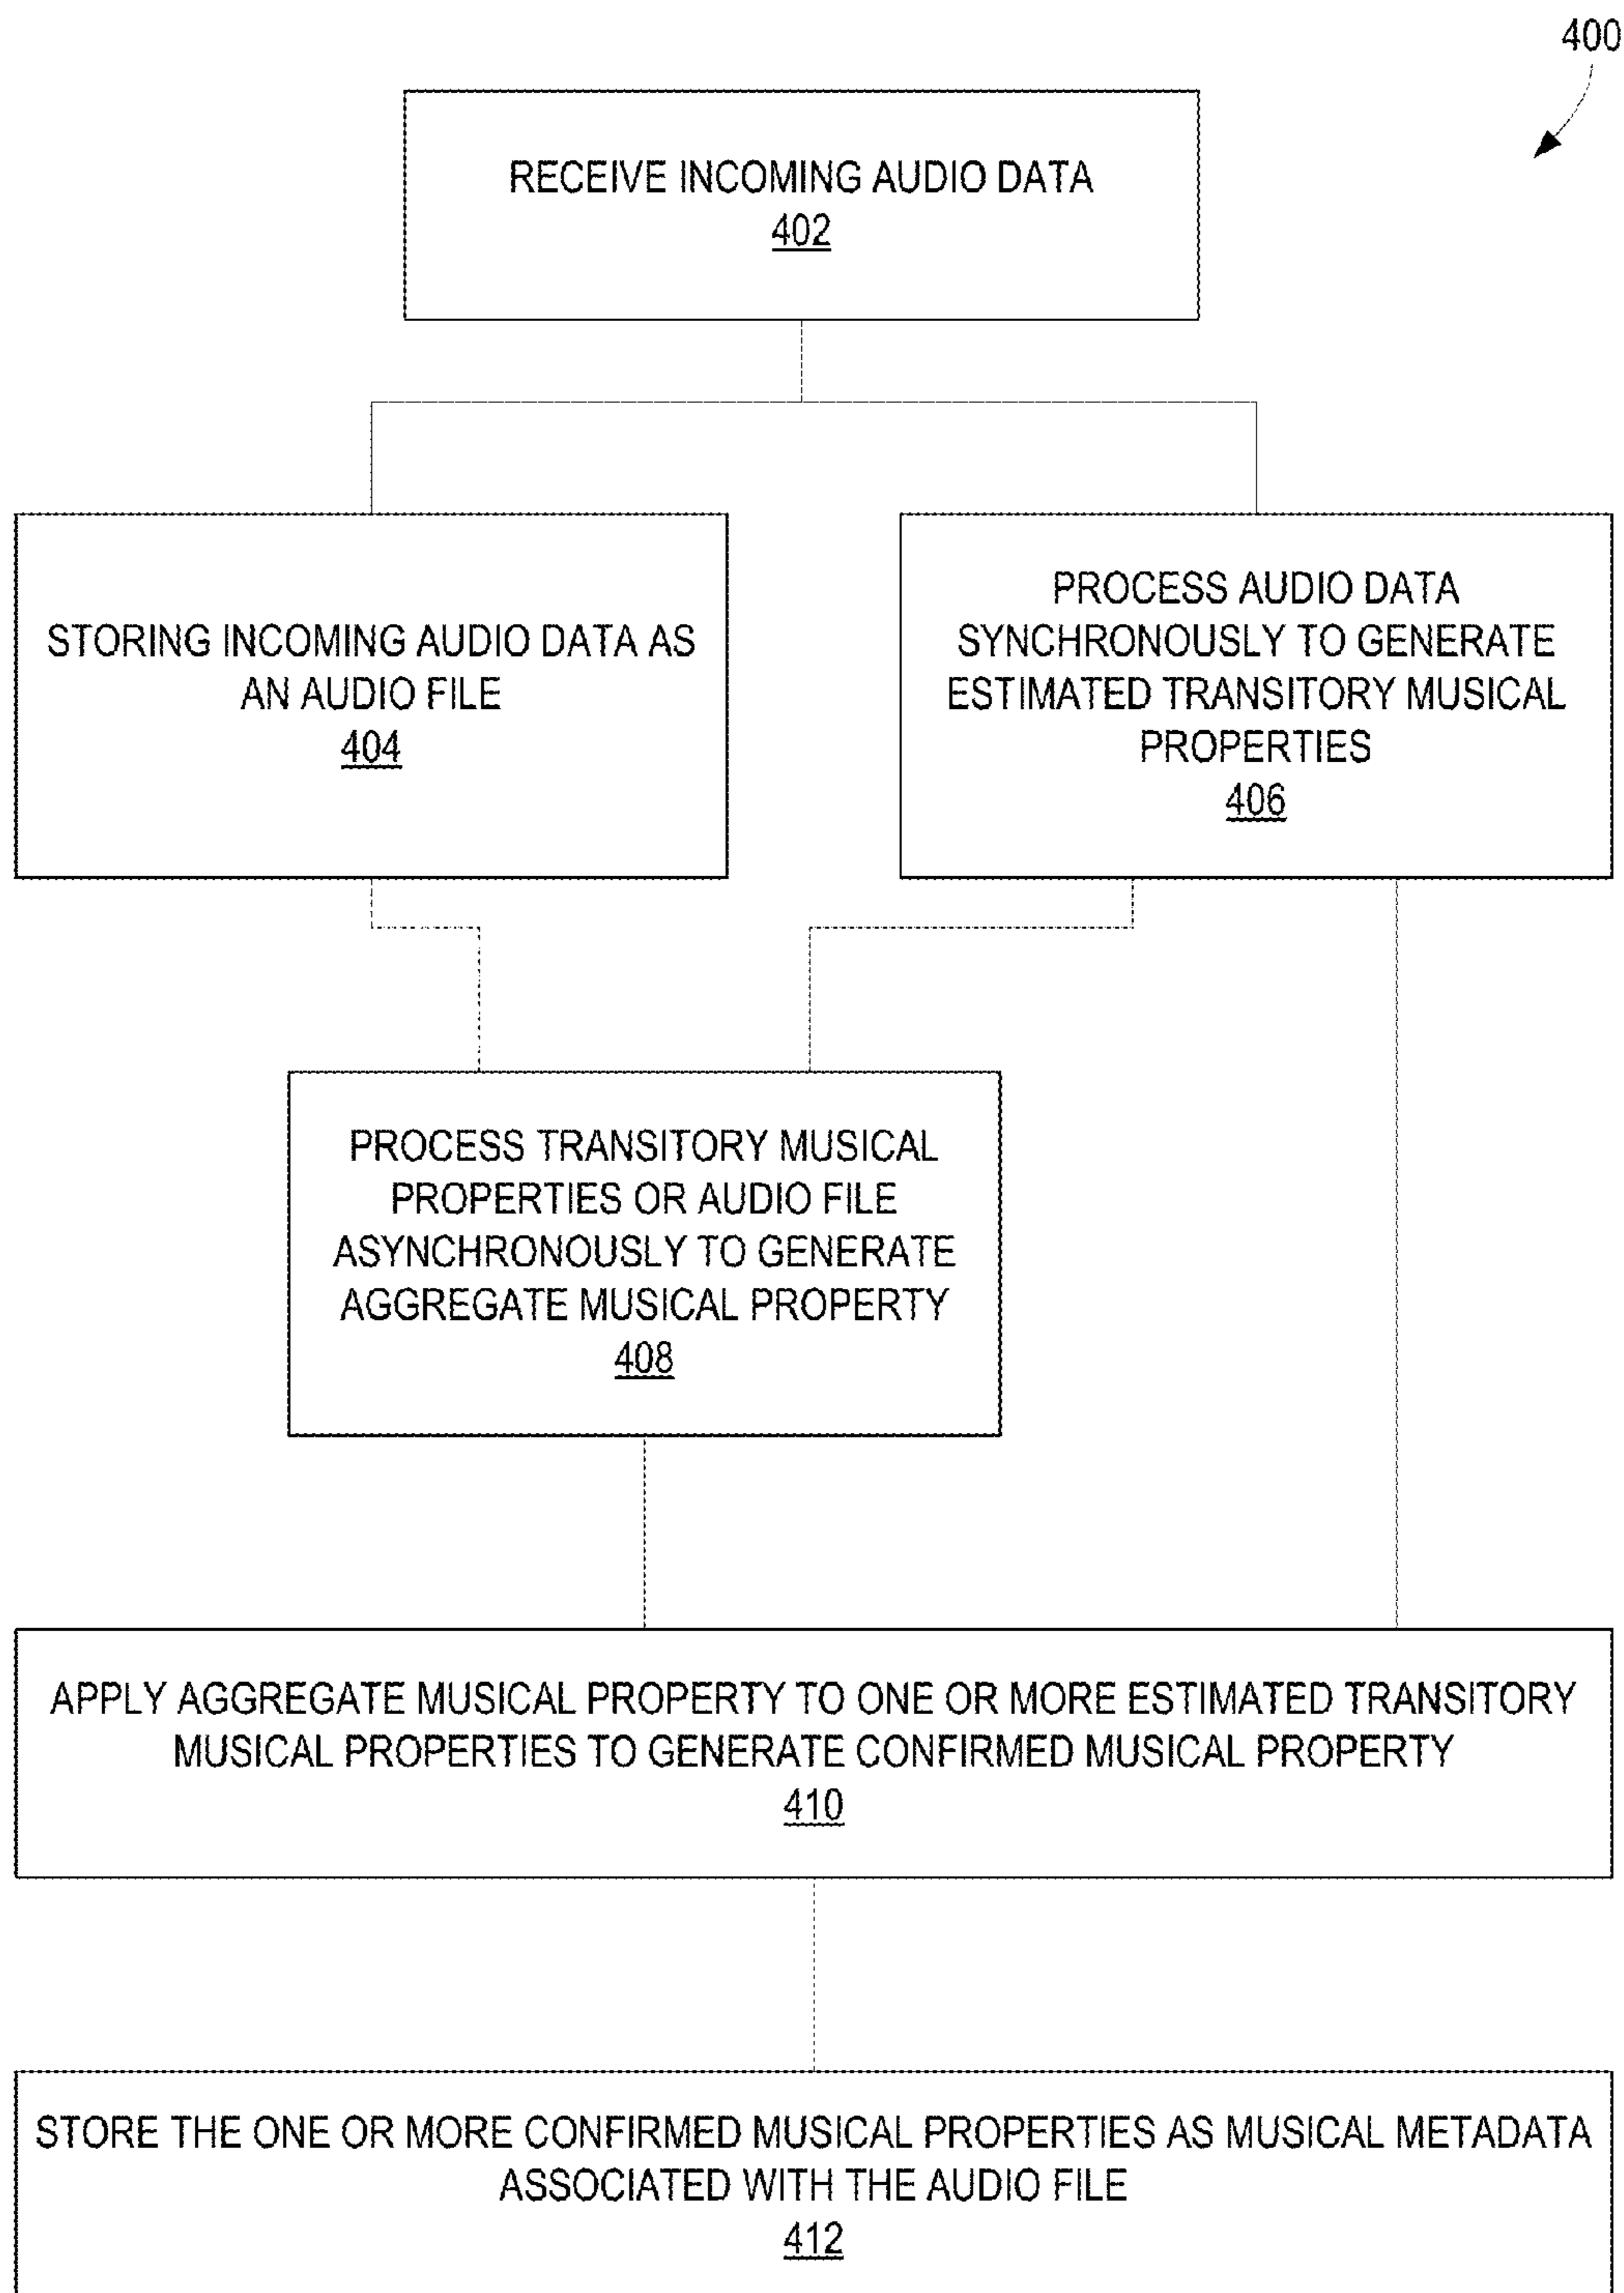 400
RECEIVE INCOMING AUDIO DATA
402
STORING INCOMING AUDIO DATA AS
AN AUDIO FILE
404
PROCESS AUDIO DATA
SYNCHRONOUSLY TO GENERATE
ESTIMATED TRANSITORY MUSICAL
PROPERTIES
406
PROCESS TRANSITORY MUSICAL
PROPERTIES OR AUDIO FILE
ASYNCHRONOUSLY TO GENERATE
AGGREGATE MUSICAL PROPERTY
408
APPLY AGGREGATE MUSICAL PROPERTY TO ONE OR MORE ESTIMATED TRANSITORY
MUSICAL PROPERTIES TO GENERATE CONFIRMED MUSICAL PROPERTY
410
STORE THE ONE OR MORE CONFIRMED MUSICAL PROPERTIES AS MUSICAL METADATA
ASSOCIATED WITH THE AUDIO FILE
412